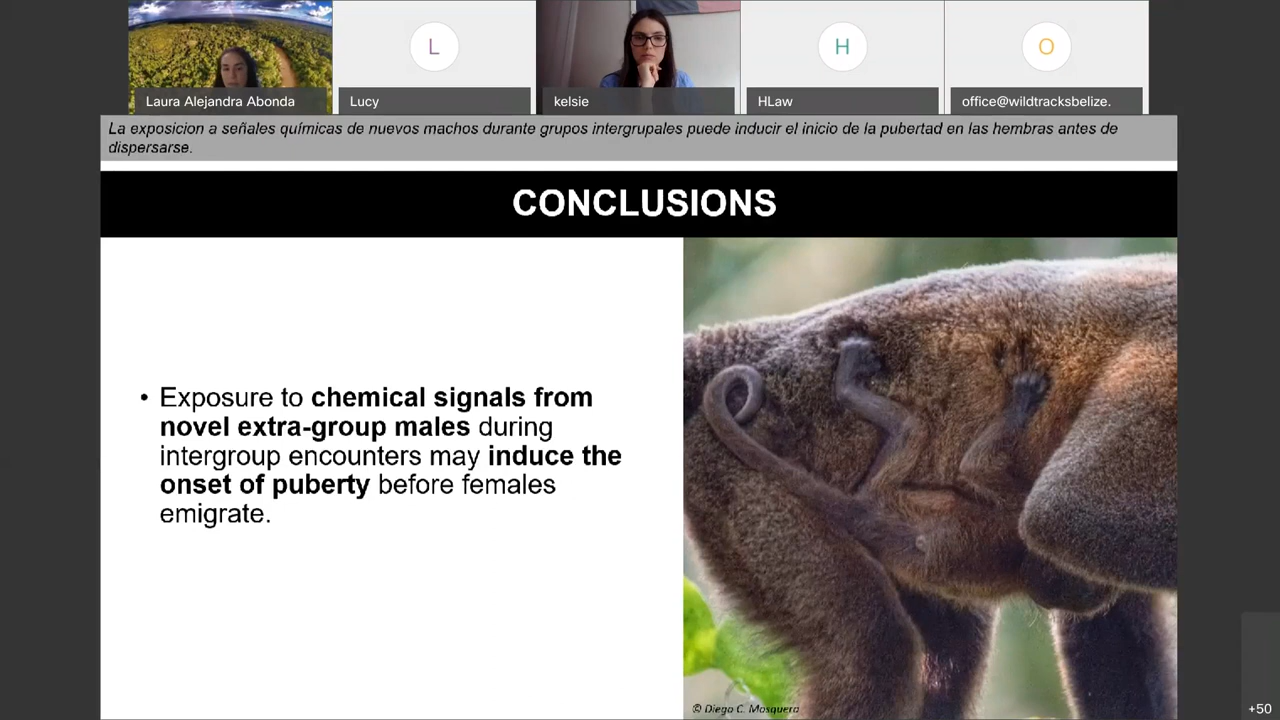 L
H
O
Laura Alejandra Abonda
Lucy
kelsie
HLaw
office@wildtracksbelize.
La exposicion a señales químicas de nuevos machos durante grupos intergrupales puede inducir el inicio de la pubertad en las hembras antes de
dispersarse.
CONCLUSIONS
• Exposure to chemical signals from
novel extra-group males during
intergroup encounters may induce the
onset of puberty before females
emigrate.
© Diego C. Mosquera
+50